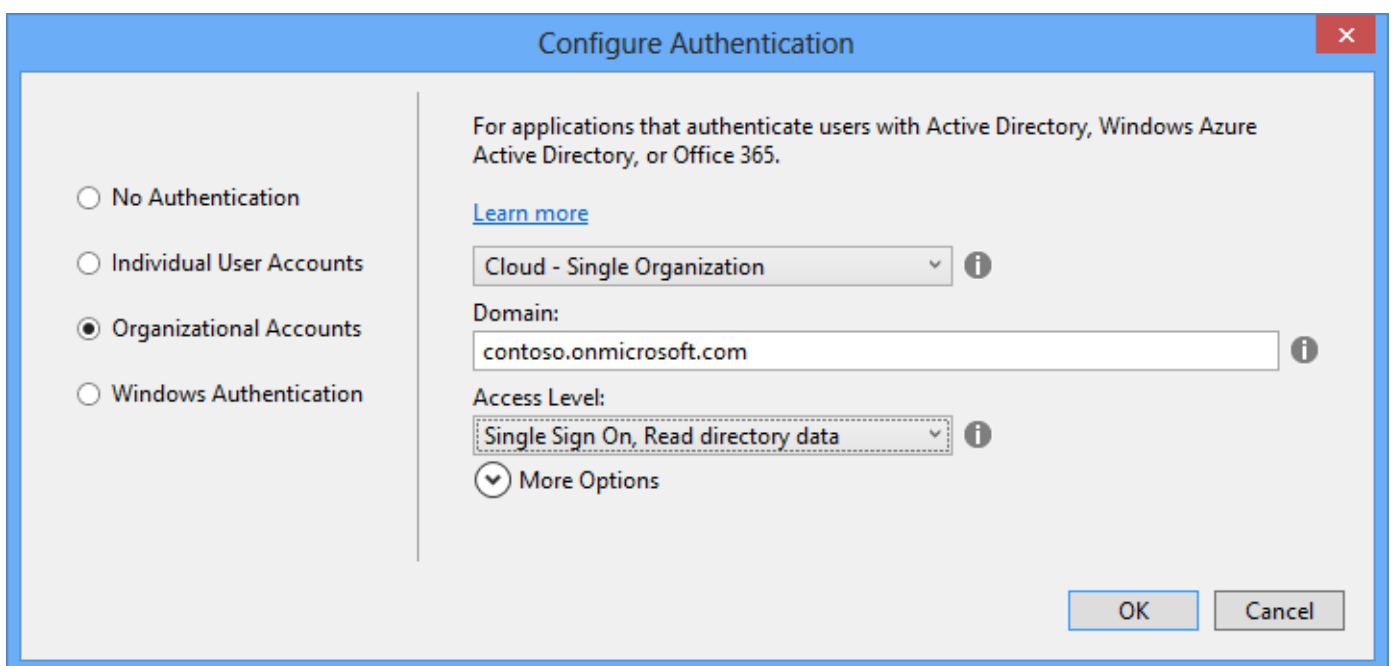 Configure Authentication
No Authentication
Individual User Accounts
Organizational Accounts
Windows Authentication
For applications that authenticate users with Active Directory, Windows Azure
Active Directory, or Office 365.
Learn more
Cloud - Single Organization
Domain:
contoso.onmicrosoft.com
Access Level:
Single Sign On, Read directory data
More Options
OK
Cancel